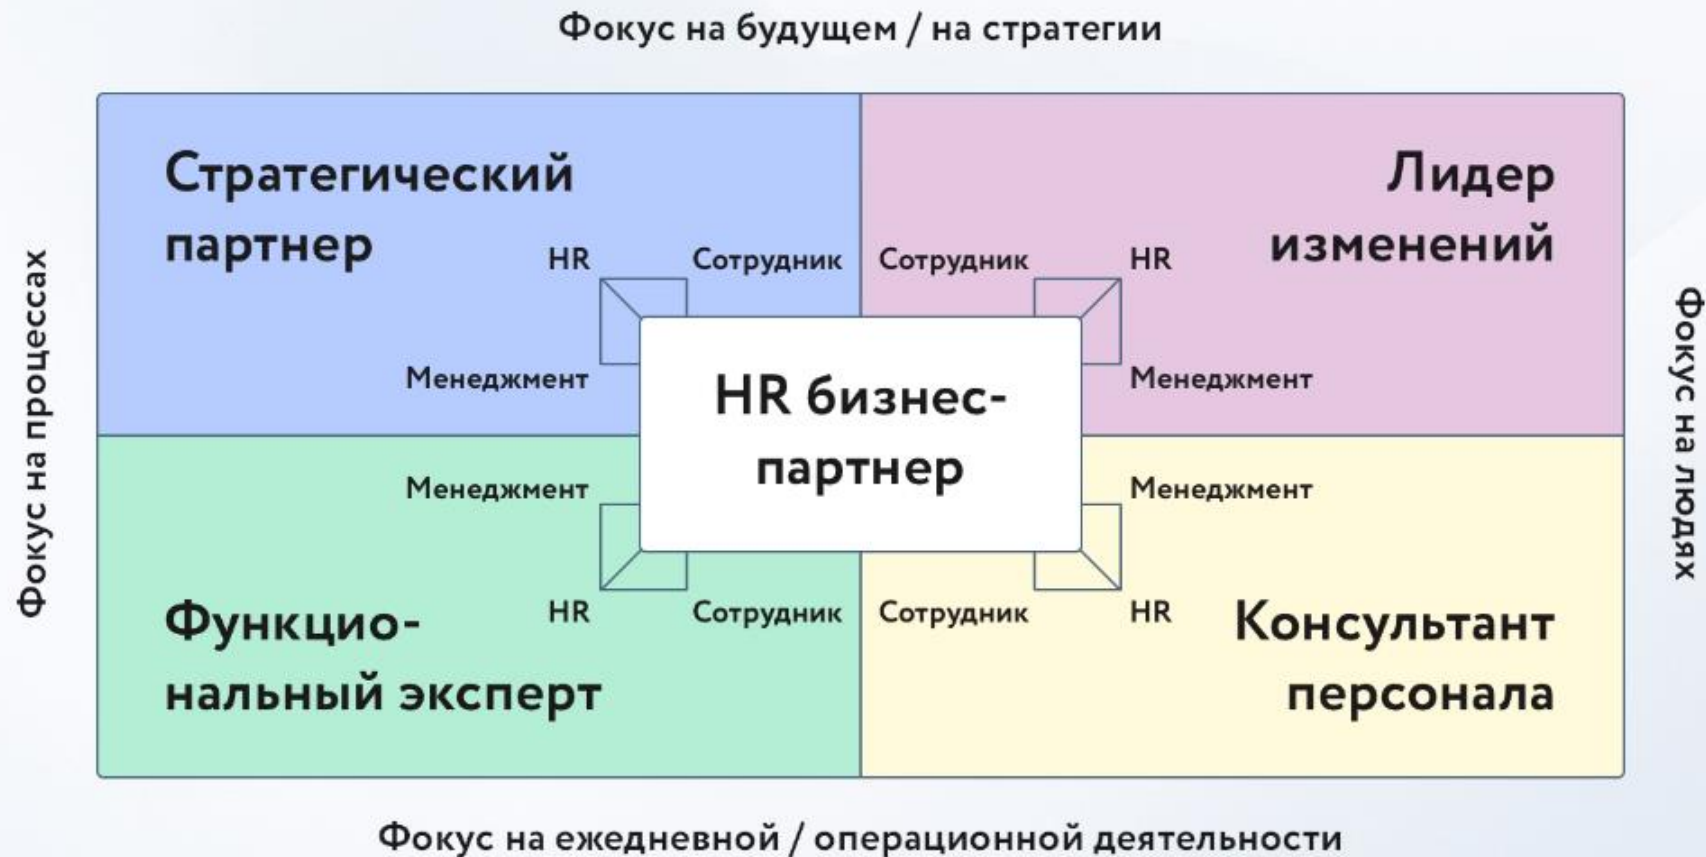 Фокус на будущем / на стратегии
Стратегический
партнер
HR
Сотрудник
Менеджмент
Лидер
изменений
Сотрудник
HR
Менеджмент
Фокус на процессах
HR бизнес-
партнер
Фокус на людях
Менеджмент
HR
Сотрудник
Функцио-
нальный эксперт
Менеджмент
Сотрудник
HR
Консультант
персонала
Фокус на ежедневной / операционной деятельности